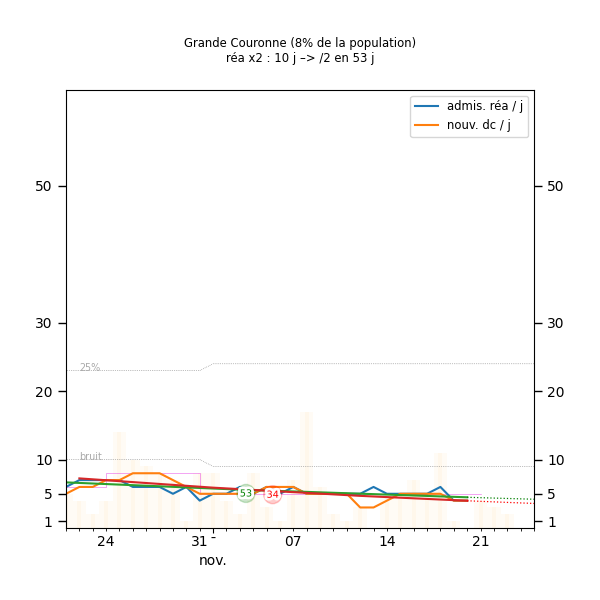 Grande Couronne (8% de la population)
réa x2 : 10 j –> /2 en 53 j
admis. réa / j
nouv. dc / j
50 50
30 30
25%
20 20
bruit
10 10
5 53 34 5
1 1
24 31 - 07 14 21
nov.